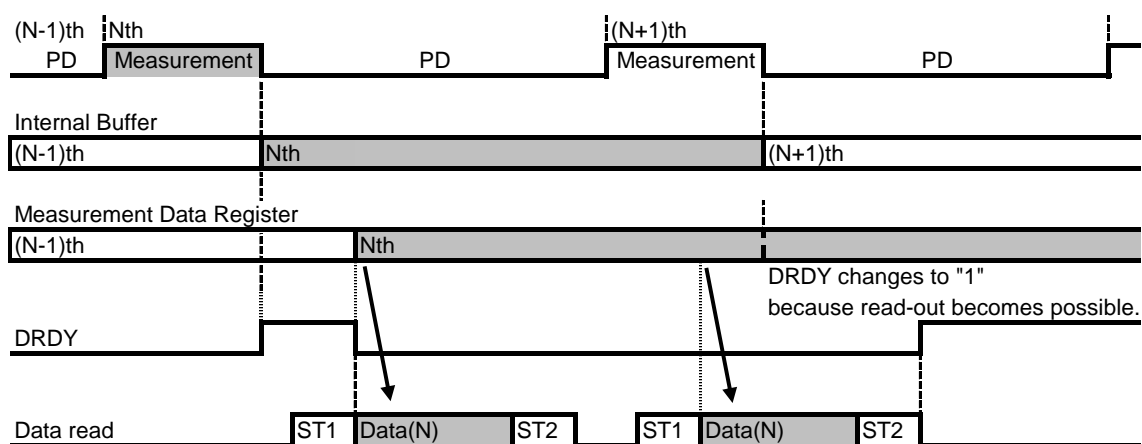 (N-1)th Nth (N+1)th
PD Measurement PD Measurement PD
Internal Buffer
(N-1)th Nth (N+1)th
Measurement Data Register
(N-1)th Nth
DRDY changes to "1"
because read-out becomes possible.
DRDY
Data read ST1 Data(N) ST2 ST1 Data(N) ST2